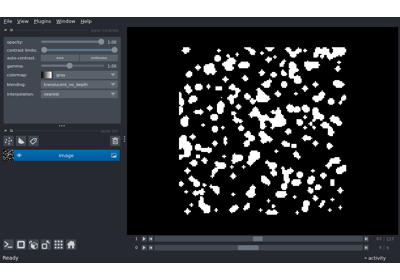 File View Plugins Window Help
opacity: 1.00
contrast limits:
auto-contrast: once continuous
gamma: 1.00
colormap: gray
blending: translucent_no_depth
interpolation: nearest
Image
1
0
Ready activity